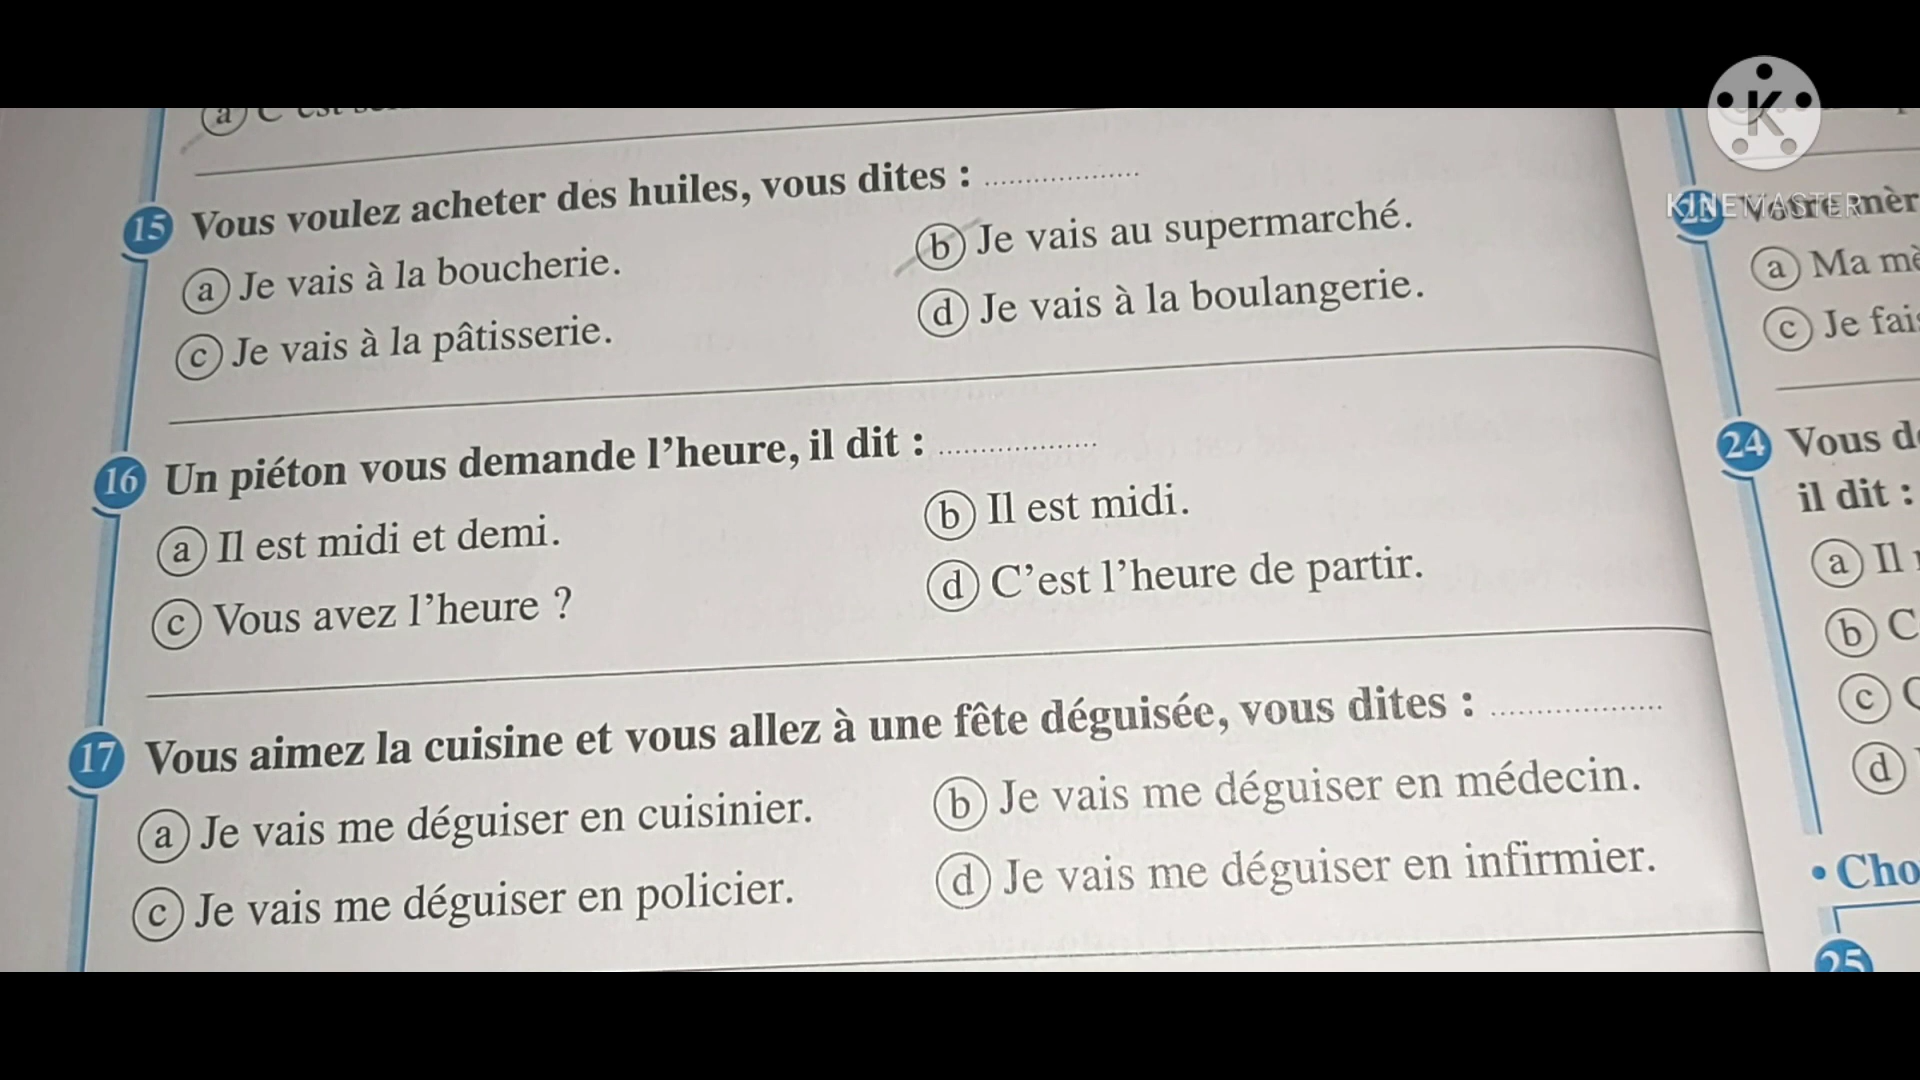 15 Vous voulez acheter des huiles, vous dites : ..................
a Je vais à la boucherie.
b Je vais au supermarché.
c Je vais à la pâtisserie.
d Je vais à la boulangerie.
16 Un piéton vous demande l’heure, il dit : ..................
a Il est midi et demi.
b Il est midi.
c Vous avez l’heure ?
d C’est l’heure de partir.
17 Vous aimez la cuisine et vous allez à une fête déguisée, vous dites : ..................
a Je vais me déguiser en cuisinier.
b Je vais me déguiser en médecin.
c Je vais me déguiser en policier.
d Je vais me déguiser en infirmier.
K
KINEMASTER
a Ma
c Je
24 Vous
il dit :
a Il
b
c
d
25